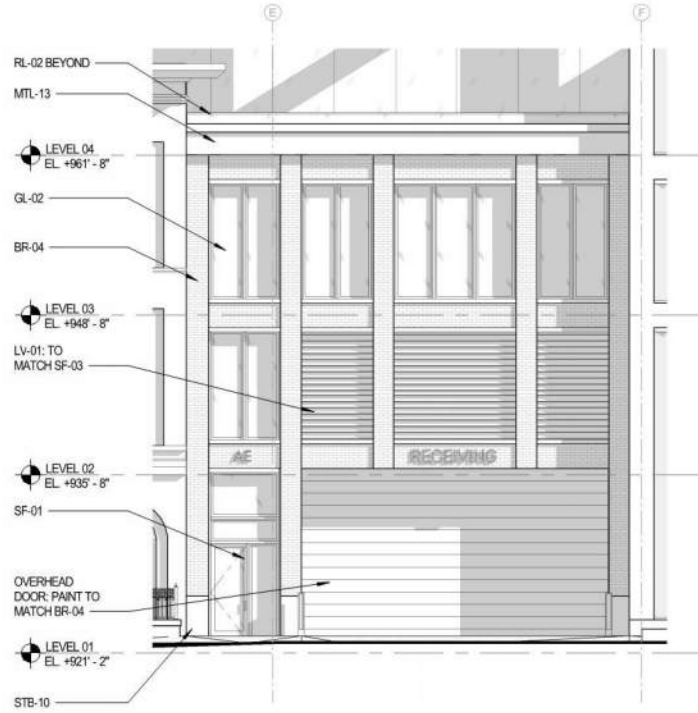 E
F
RL-02 BEYOND
MTL-13
LEVEL 04
EL. +961' - 8"
GL-02
BR-04
LEVEL 03
EL. +948' - 8"
LV-01: TO
MATCH SF-03
AE
RECEIVING
LEVEL 02
EL. +935' - 8"
SF-01
OVERHEAD
DOOR: PAINT TO
MATCH BR-04
LEVEL 01
EL. +921' - 2"
STB-10